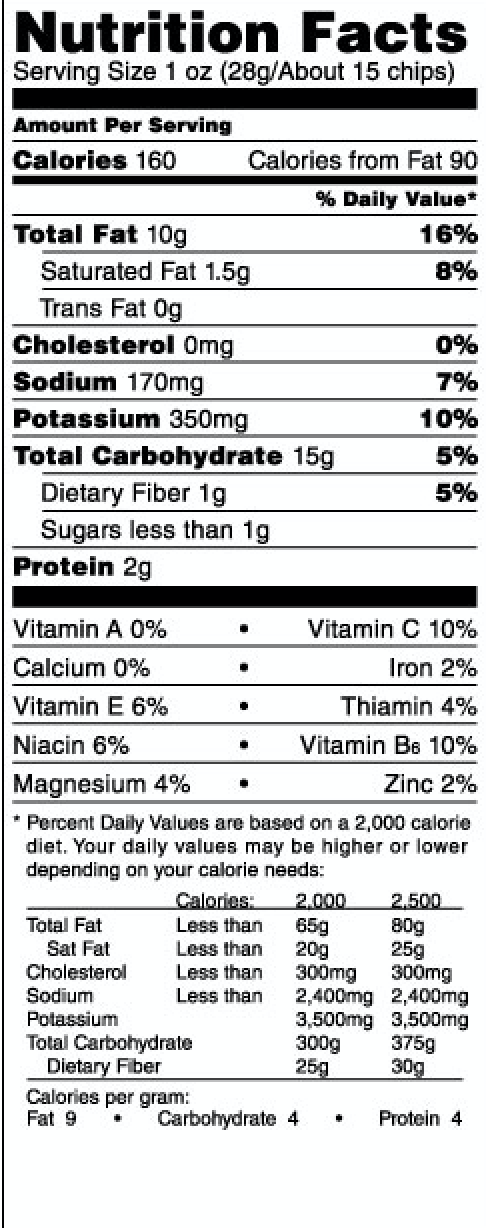 Nutrition Facts
Serving Size 1 oz (28g/About 15 chips)
Amount Per Serving
Calories 160 Calories from Fat 90
% Daily Value*
Total Fat 10g 16%
Saturated Fat 1.5g 8%
Trans Fat 0g
Cholesterol 0mg 0%
Sodium 170mg 7%
Potassium 350mg 10%
Total Carbohydrate 15g 5%
Dietary Fiber 1g 5%
Sugars less than 1g
Protein 2g
Vitamin A 0% • Vitamin C 10%
Calcium 0% • Iron 2%
Vitamin E 6% • Thiamin 4%
Niacin 6% • Vitamin B6 10%
Magnesium 4% • Zinc 2%
* Percent Daily Values are based on a 2,000 calorie
diet. Your daily values may be higher or lower
depending on your calorie needs:
Calories: 2,000 2,500
Total Fat Less than 65g 80g
Sat Fat Less than 20g 25g
Cholesterol Less than 300mg 300mg
Sodium Less than 2,400mg 2,400mg
Potassium 3,500mg 3,500mg
Total Carbohydrate 300g 375g
Dietary Fiber 25g 30g
Calories per gram:
Fat 9 • Carbohydrate 4 • Protein 4